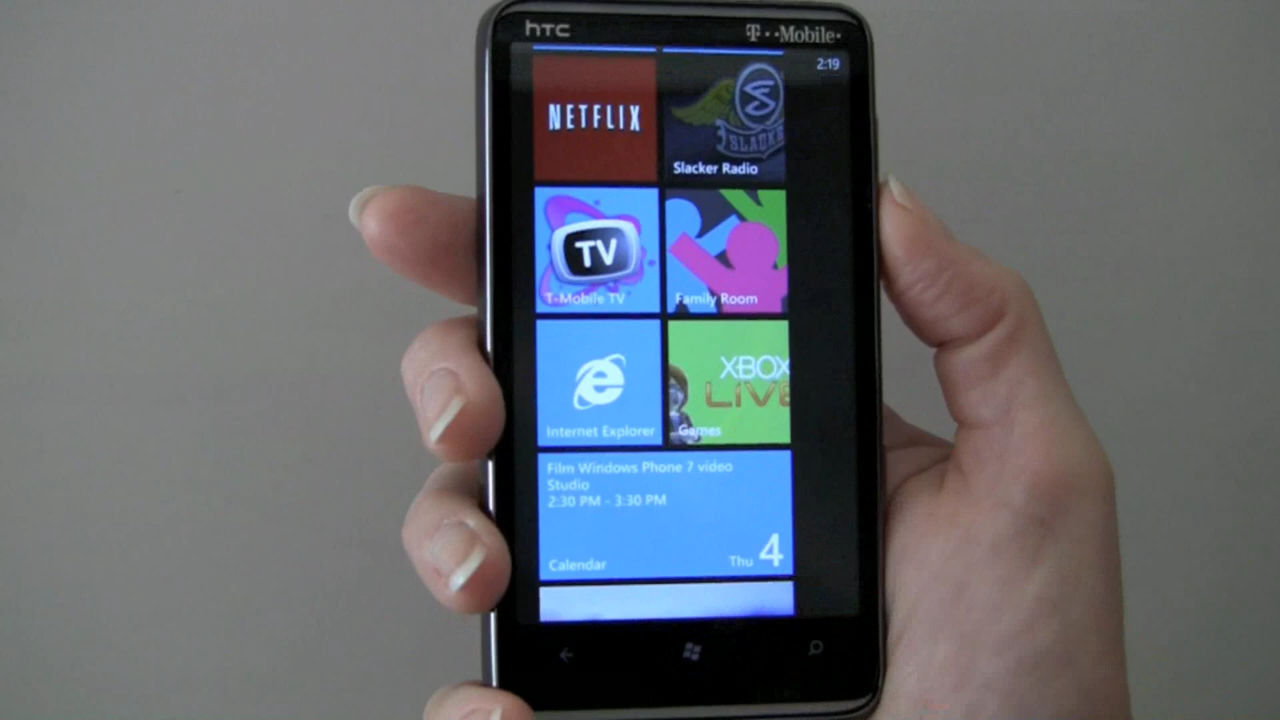 hTC
T··Mobile·
2:19
NETFLIX
SLACKR
Slacker Radio
TV
T-Mobile TV
Family Room
Internet Explorer
XBOX
LIVE
Games
Film Windows Phone 7 video
Studio
2:30 PM - 3:30 PM
Calendar
Thu 4